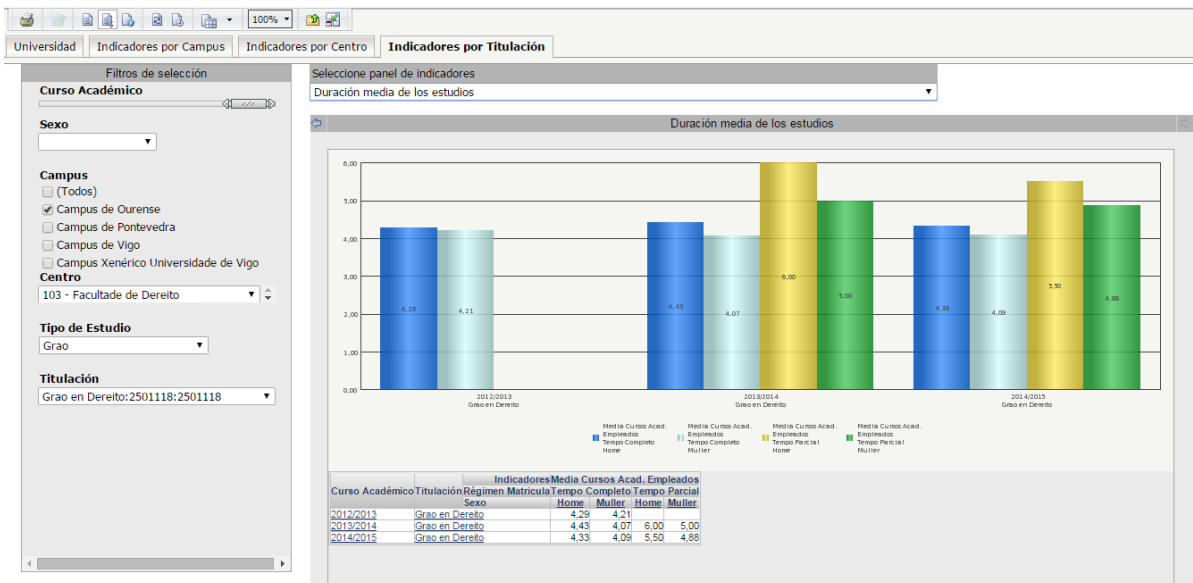 100%
Universidad Indicadores por Campus Indicadores por Centro Indicadores por Titulación
Filtros de selección
Curso Académico
Sexo
Campus
(Todos)
Campus de Ourense
Campus de Pontevedra
Campus de Vigo
Campus Xenérico Universidade de Vigo
Centro
103 - Facultade de Dereito
Tipo de Estudio
Grao
Titulación
Grao en Dereito:2501118:2501118
Seleccione panel de indicadores
Duración media de los estudios
Duración media de los estudios
6,00
5,00
4,00
3,00
2,00
1,00
0,00
4,29 4,21
4,43 4,07 6,00 5,00
4,33 4,09 5,50 4,88
2012/2013
Grao en Dereito
2013/2014
Grao en Dereito
2014/2015
Grao en Dereito
Media Cursos Acad.
Empleados
Tempo Completo
Home
Media Cursos Acad.
Empleados
Tempo Completo
Muller
Media Cursos Acad.
Empleados
Tempo Parcial
Home
Media Cursos Acad.
Empleados
Tempo Parcial
Muller
Indicadores Media Cursos Acad. Empleados
Curso Académico Titulación Régimen Matricula Tempo Completo Tempo Parcial
Sexo Home Muller Home Muller
2012/2013 Grao en Dereito 4,29 4,21
2013/2014 Grao en Dereito 4,43 4,07 6,00 5,00
2014/2015 Grao en Dereito 4,33 4,09 5,50 4,88